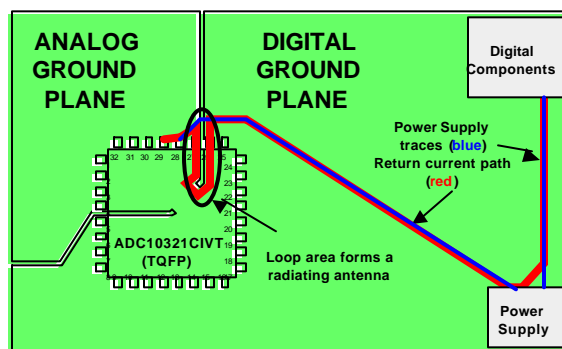 ANALOG
GROUND
PLANE
DIGITAL
GROUND
PLANE
Digital
Components
Power Supply
traces (blue)
Return current path
(red)
32 31 30 29 28
24
23
22
21
20
19
18
ADC10321CIVT
(TQFP)
Loop area forms a
radiating antenna
Power
Supply